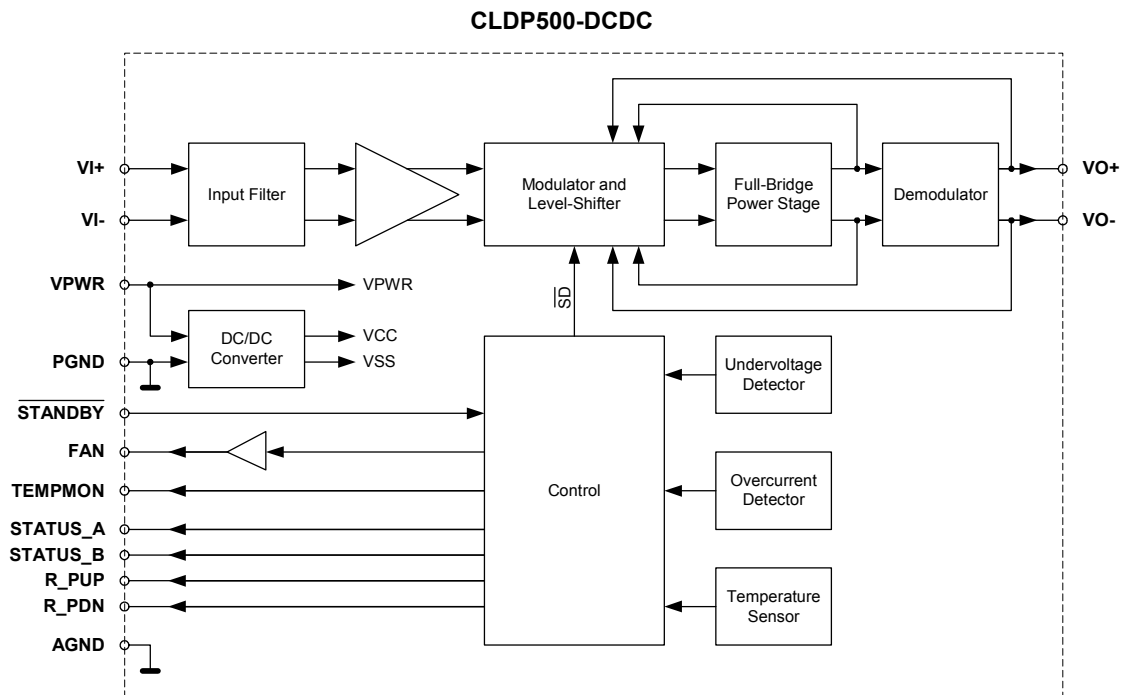 CLDP500-DCDC
VI+
VI-
Input Filter
Modulator and
Level-Shifter
Full-Bridge
Power Stage
Demodulator
VO+
VO-
VPWR
VPWR
PGND
DC/DC
Converter
VCC
VSS
SD
STANDBY
FAN
TEMPMON
STATUS_A
STATUS_B
R_PUP
R_PDN
AGND
Control
Undervoltage
Detector
Overcurrent
Detector
Temperature
Sensor